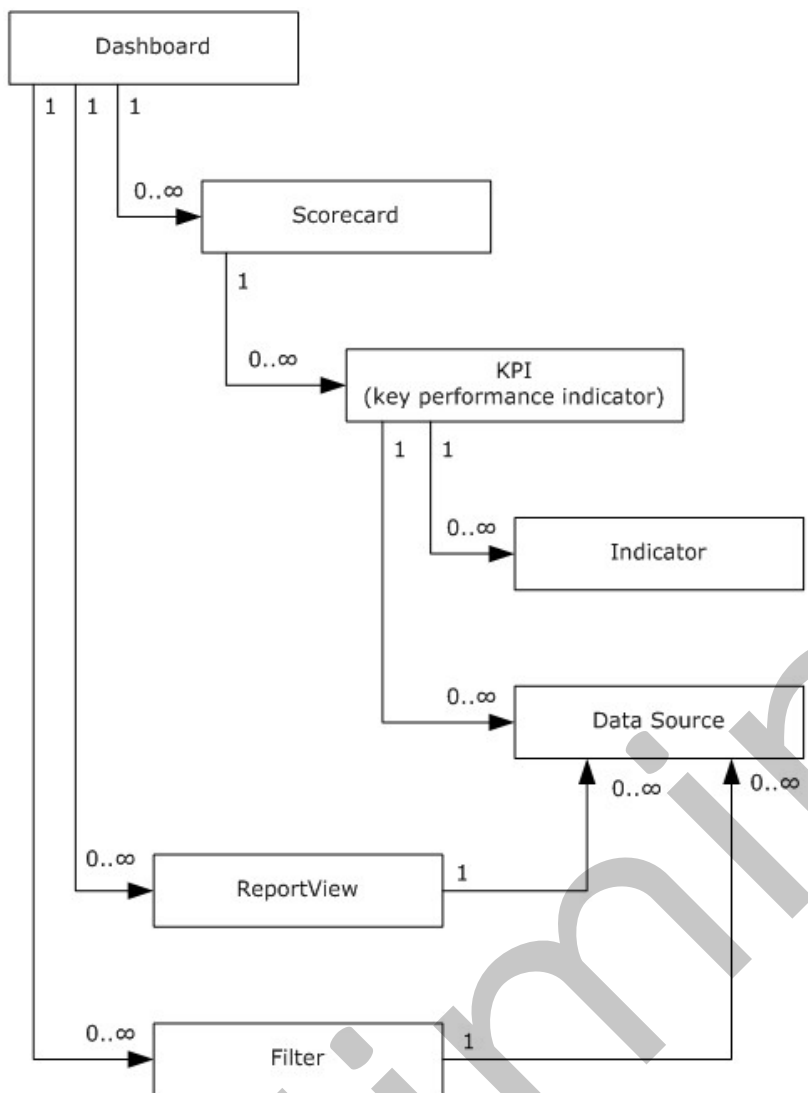 Dashboard
1 1 1
0..∞
Scorecard
1
0..∞
KPI
(key performance indicator)
1 1
0..∞
Indicator
0..∞
Data Source
0..∞ 0..∞
0..∞
ReportView
1
0..∞
Filter
1